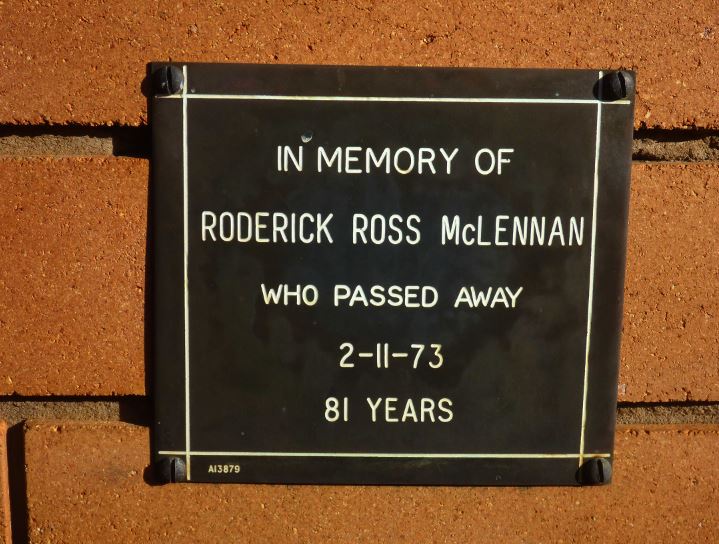 IN MEMORY OF
RODERICK ROSS McLENNAN
WHO PASSED AWAY
2-11-73
81 YEARS
A13879